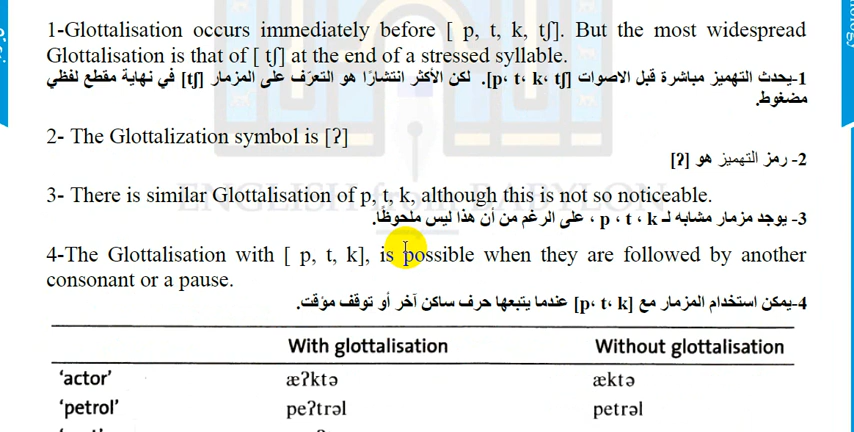 1-Glottalisation occurs immediately before [ p, t, k, tʃ]. But the most widespread
Glottalisation is that of [ tʃ] at the end of a stressed syllable.
1-يحدث التهميز مباشرة قبل الاصوات [p، t، k، tʃ]. لكن الأكثر انتشارًا هو التعرّف على المزمار [tʃ] في نهاية مقطع لفظي
مضغوط.
2- The Glottalization symbol is [ʔ]
2- رمز التهميز هو [ʔ]
ENGLISH from BABYLON
3- There is similar Glottalisation of p, t, k, although this is not so noticeable.
3- يوجد مزمار مشابه لـ p ، t ، k ، على الرغم من أن هذا ليس ملحوظًا.
4-The Glottalisation with [ p, t, k], is possible when they are followed by another
consonant or a pause.
4-يمكن استخدام المزمار مع [p، t، k] عندما يتبعها حرف ساكن آخر أو توقف مؤقت.
With glottalisation Without glottalisation
‘actor’ æʔktə æktə
‘petrol’ peʔtrəl petrəl